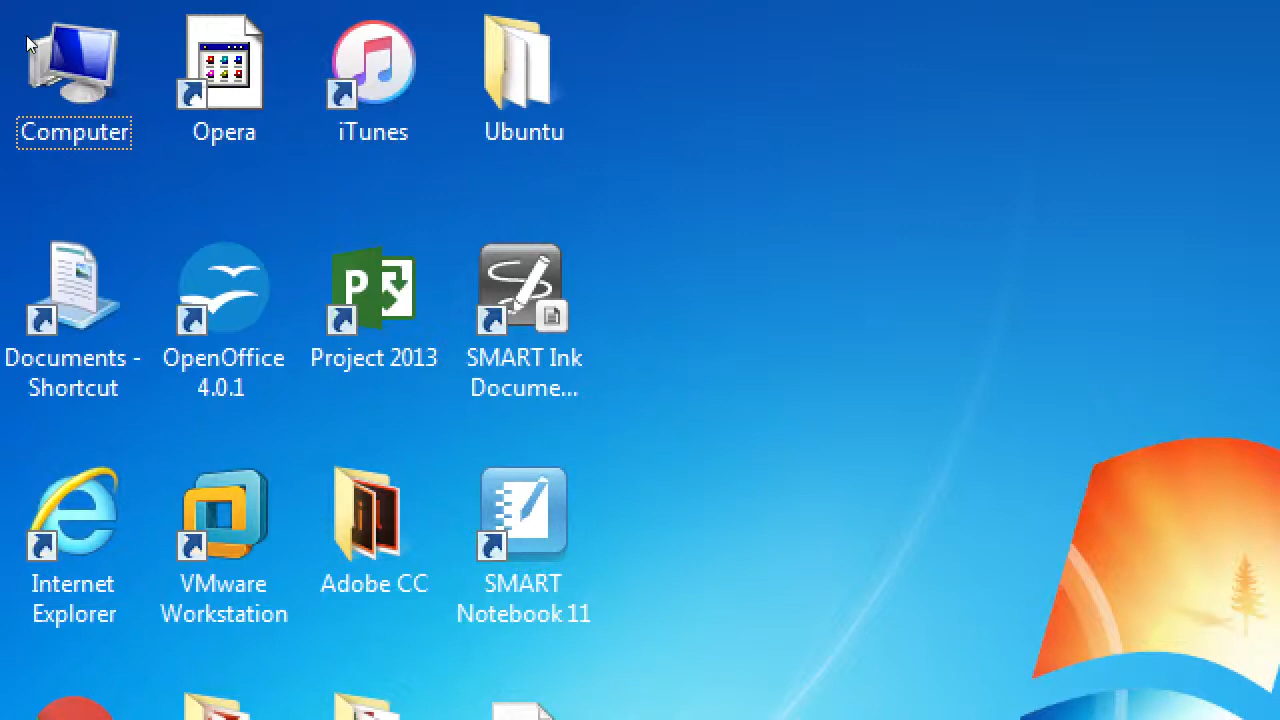 Computer
Opera
iTunes
Ubuntu
Documents -
Shortcut
OpenOffice
4.0.1
Project 2013
SMART Ink
Docume...
Internet
Explorer
VMware
Workstation
Adobe CC
SMART
Notebook 11